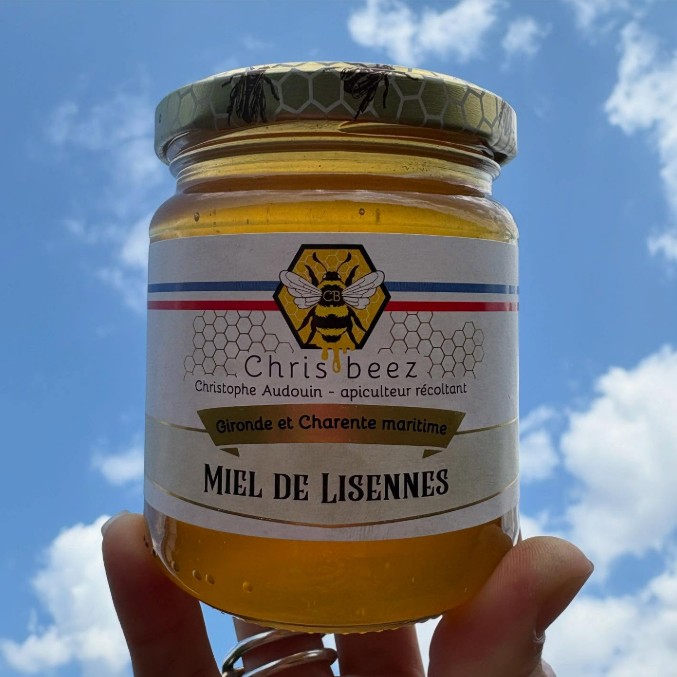 CB
Chris beez
Christophe Audouin - apiculteur récoltant
Gironde et Charente maritime
MIEL DE LISENNES